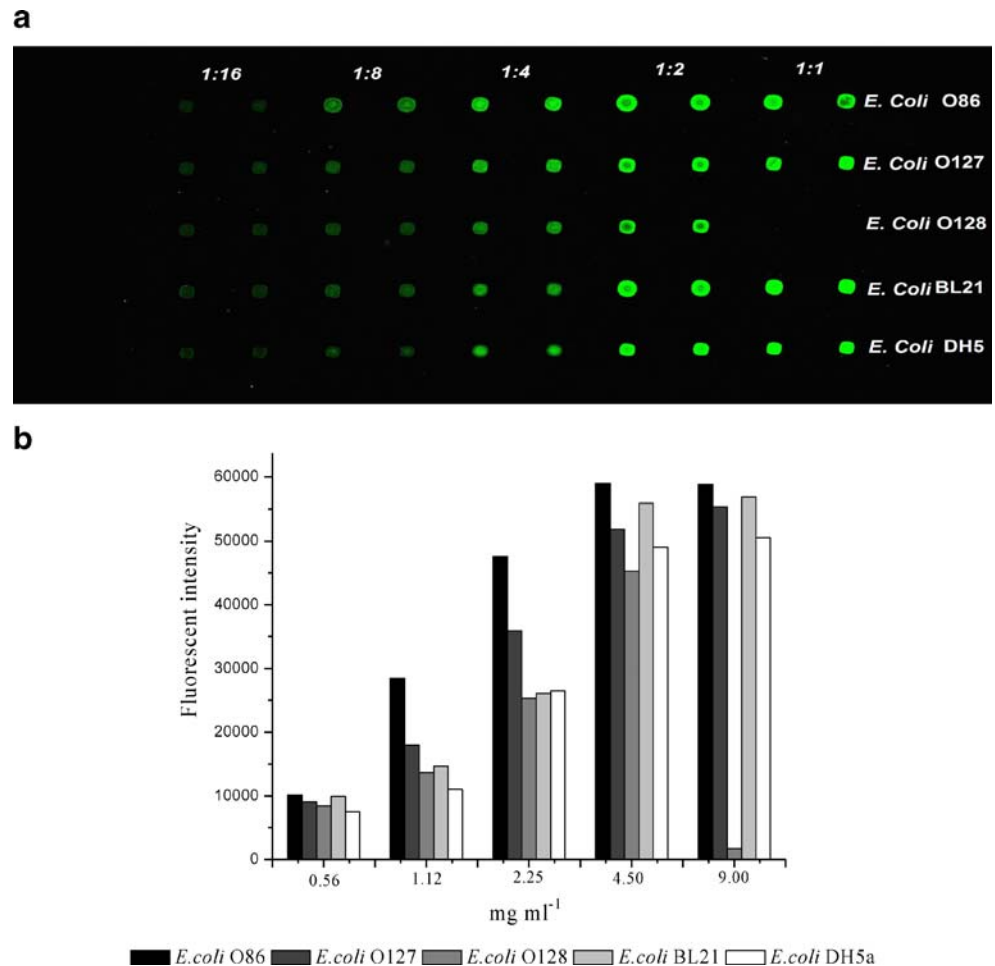 a
1:16 1:8 1:4 1:2 1:1
E. Coli O86
E. Coli O127
E. Coli O128
E. Coli BL21
E. Coli DH5
b
Fluorescent intensity
60000
50000
40000
30000
20000
10000
0
0.56 1.12 2.25 4.50 9.00
mg ml⁻¹
E.coli O86 E.coli O127 E.coli O128 E.coli BL21 E.coli DH5a